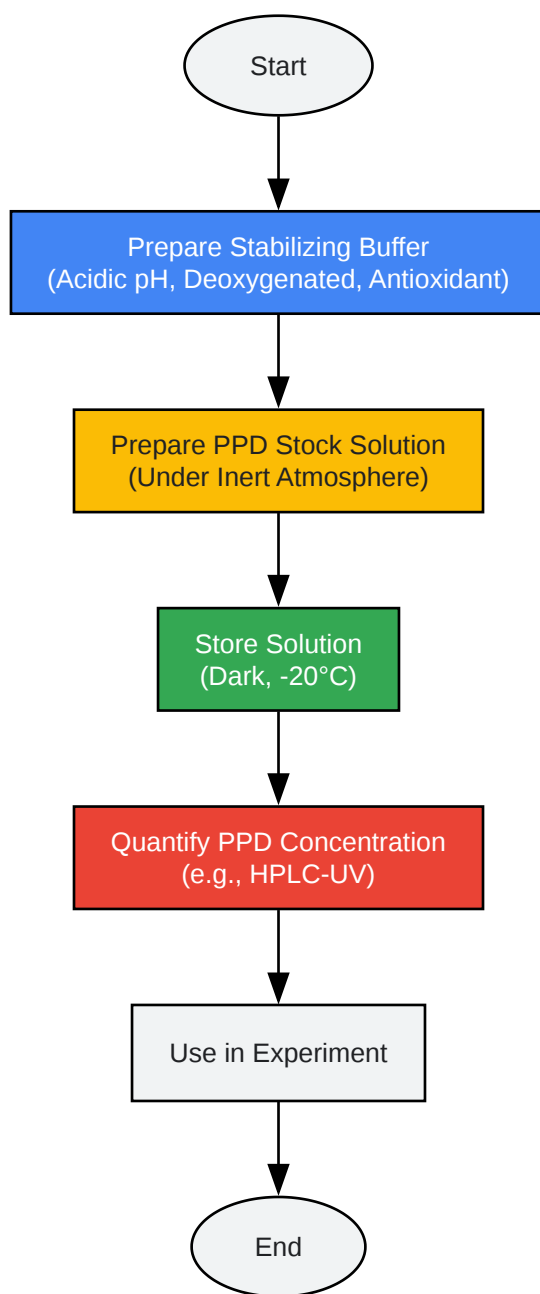 Start
Prepare Stabilizing Buffer
(Acidic pH, Deoxygenated, Antioxidant)
Prepare PPD Stock Solution
(Under Inert Atmosphere)
Store Solution
(Dark, -20°C)
Quantify PPD Concentration
(e.g., HPLC-UV)
Use in Experiment
End